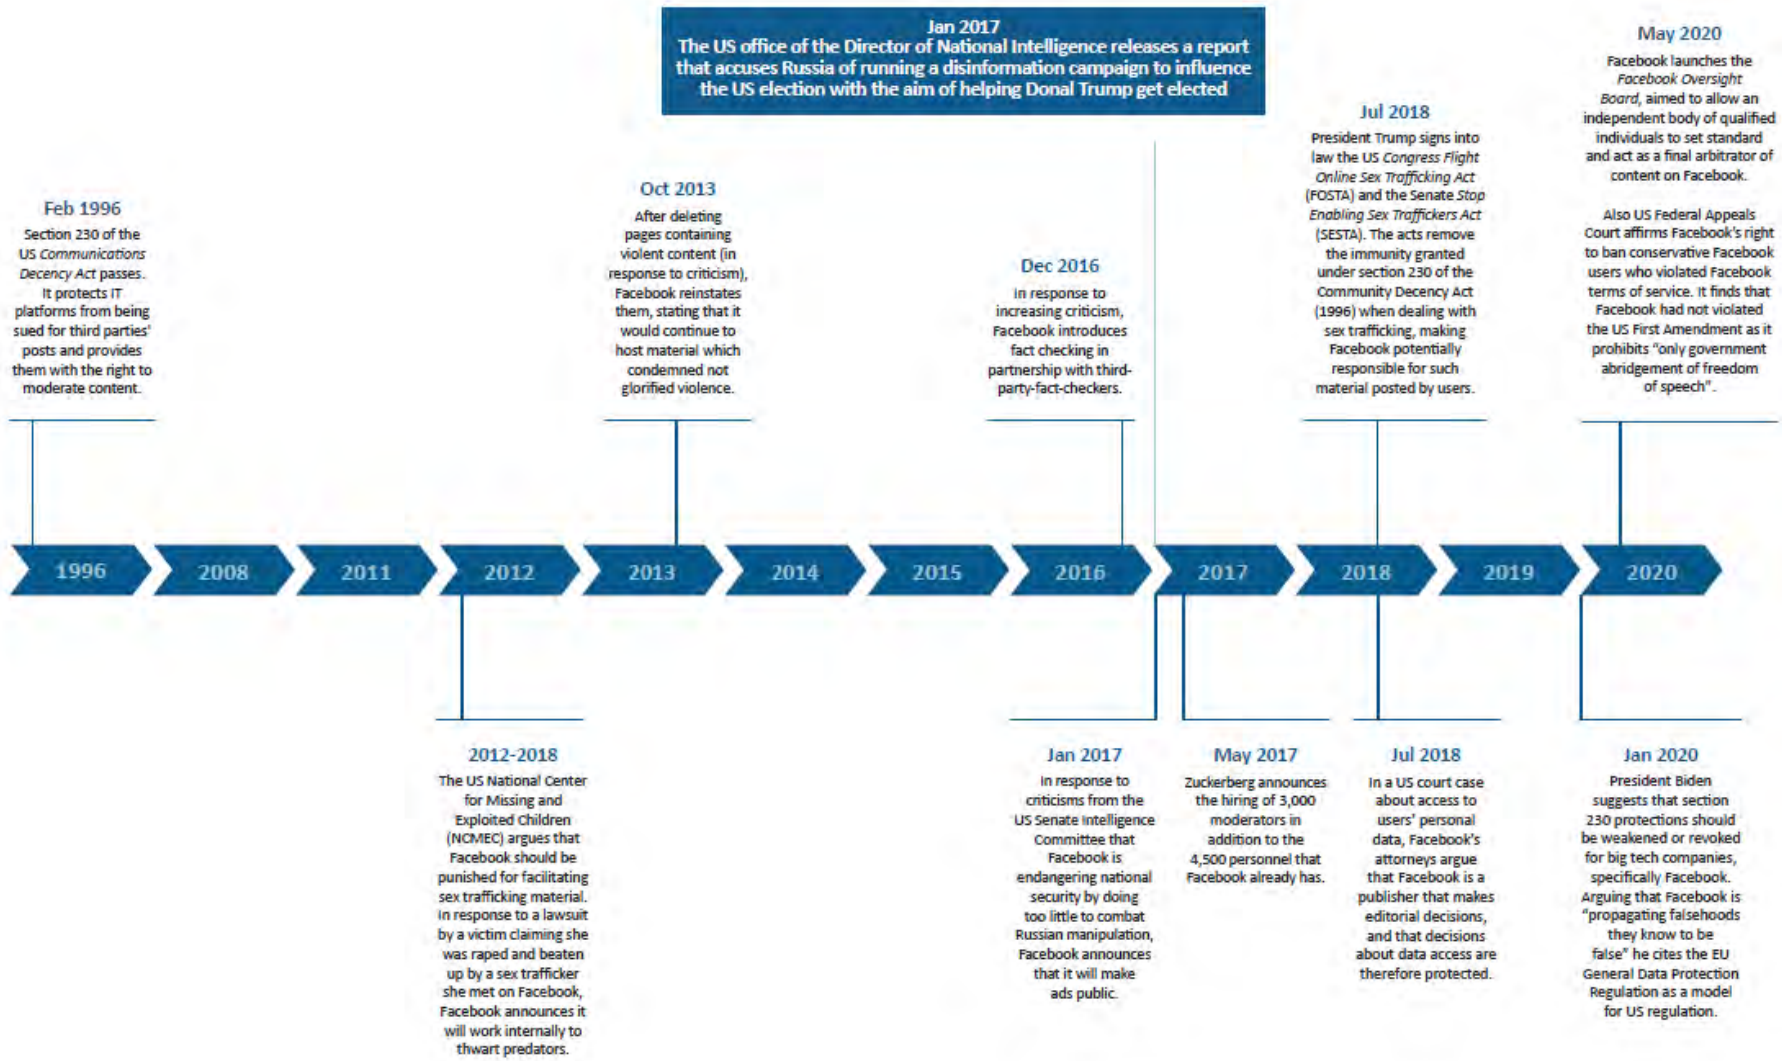 Jan 2017
The US office of the Director of National Intelligence releases a report
that accuses Russia of running a disinformation campaign to influence
the US election with the aim of helping Donal Trump get elected
Feb 1996
Section 230 of the
US Communications
Decency Act passes.
It protects IT
platforms from being
sued for third parties'
posts and provides
them with the right to
moderate content.
Oct 2013
After deleting
pages containing
violent content (in
response to criticism),
Facebook reinstates
them, stating that it
would continue to
host material which
condemned not
glorified violence.
Dec 2016
In response to
increasing criticism,
Facebook introduces
fact checking in
partnership with third-
party-fact-checkers.
Jul 2018
President Trump signs into
law the US Congress Flight
Online Sex Trafficking Act
(FOSTA) and the Senate Stop
Enabling Sex Traffickers Act
(SESTA). The acts remove
the immunity granted
under section 230 of the
Community Decency Act
(1996) when dealing with
sex trafficking, making
Facebook potentially
responsible for such
material posted by users.
May 2020
Facebook launches the
Facebook Oversight
Board, aimed to allow an
independent body of qualified
individuals to set standard
and act as a final arbitrator of
content on Facebook.
Also US Federal Appeals
Court affirms Facebook's right
to ban conservative Facebook
users who violated Facebook
terms of service. It finds that
Facebook had not violated
the US First Amendment as it
prohibits "only government
abridgement of freedom
of speech".
1996
2008
2011
2012
2013
2014
2015
2016
2017
2018
2019
2020
2012-2018
The US National Center
for Missing and
Exploited Children
(NCMEC) argues that
Facebook should be
punished for facilitating
sex trafficking material.
In response to a lawsuit
by a victim claiming she
was raped and beaten
up by a sex trafficker
she met on Facebook,
Facebook announces it
will work internally to
thwart predators.
Jan 2017
In response to
criticisms from the
US Senate Intelligence
Committee that
Facebook is
endangering national
security by doing
too little to combat
Russian manipulation,
Facebook announces
that it will make
ads public.
May 2017
Zuckerberg announces
the hiring of 3,000
moderators in
addition to the
4,500 personnel that
Facebook already has.
Jul 2018
In a US court case
about access to
users' personal
data, Facebook's
attorneys argue
that Facebook is a
publisher that makes
editorial decisions,
and that decisions
about data access are
therefore protected.
Jan 2020
President Biden
suggests that section
230 protections should
be weakened or revoked
for big tech companies,
specifically Facebook.
Arguing that Facebook is
"propagating falsehoods
they know to be
false" he cites the EU
General Data Protection
Regulation as a model
for US regulation.